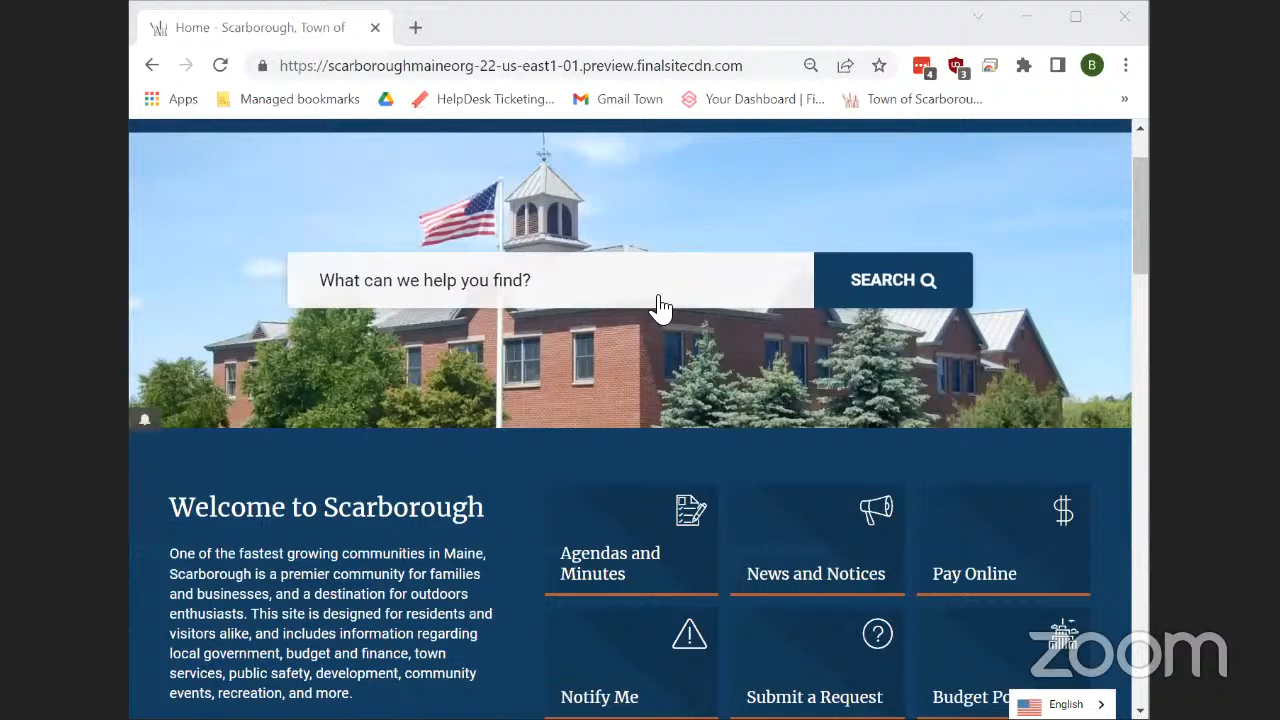 Home - Scarborough, Town of
https://scarboroughmaineorg-22-us-east1-01.preview.finalsitecdn.com
4
3
B
Apps
Managed bookmarks
HelpDesk Ticketing...
Gmail Town
Your Dashboard | Fi...
Town of Scarborou...
»
What can we help you find?
SEARCH
Welcome to Scarborough
One of the fastest growing communities in Maine,
Scarborough is a premier community for families
and businesses, and a destination for outdoors
enthusiasts. This site is designed for residents and
visitors alike, and includes information regarding
local government, budget and finance, town
services, public safety, development, community
events, recreation, and more.
Agendas and
Minutes
News and Notices
Pay Online
Notify Me
Submit a Request
Budget Po
zoom
English